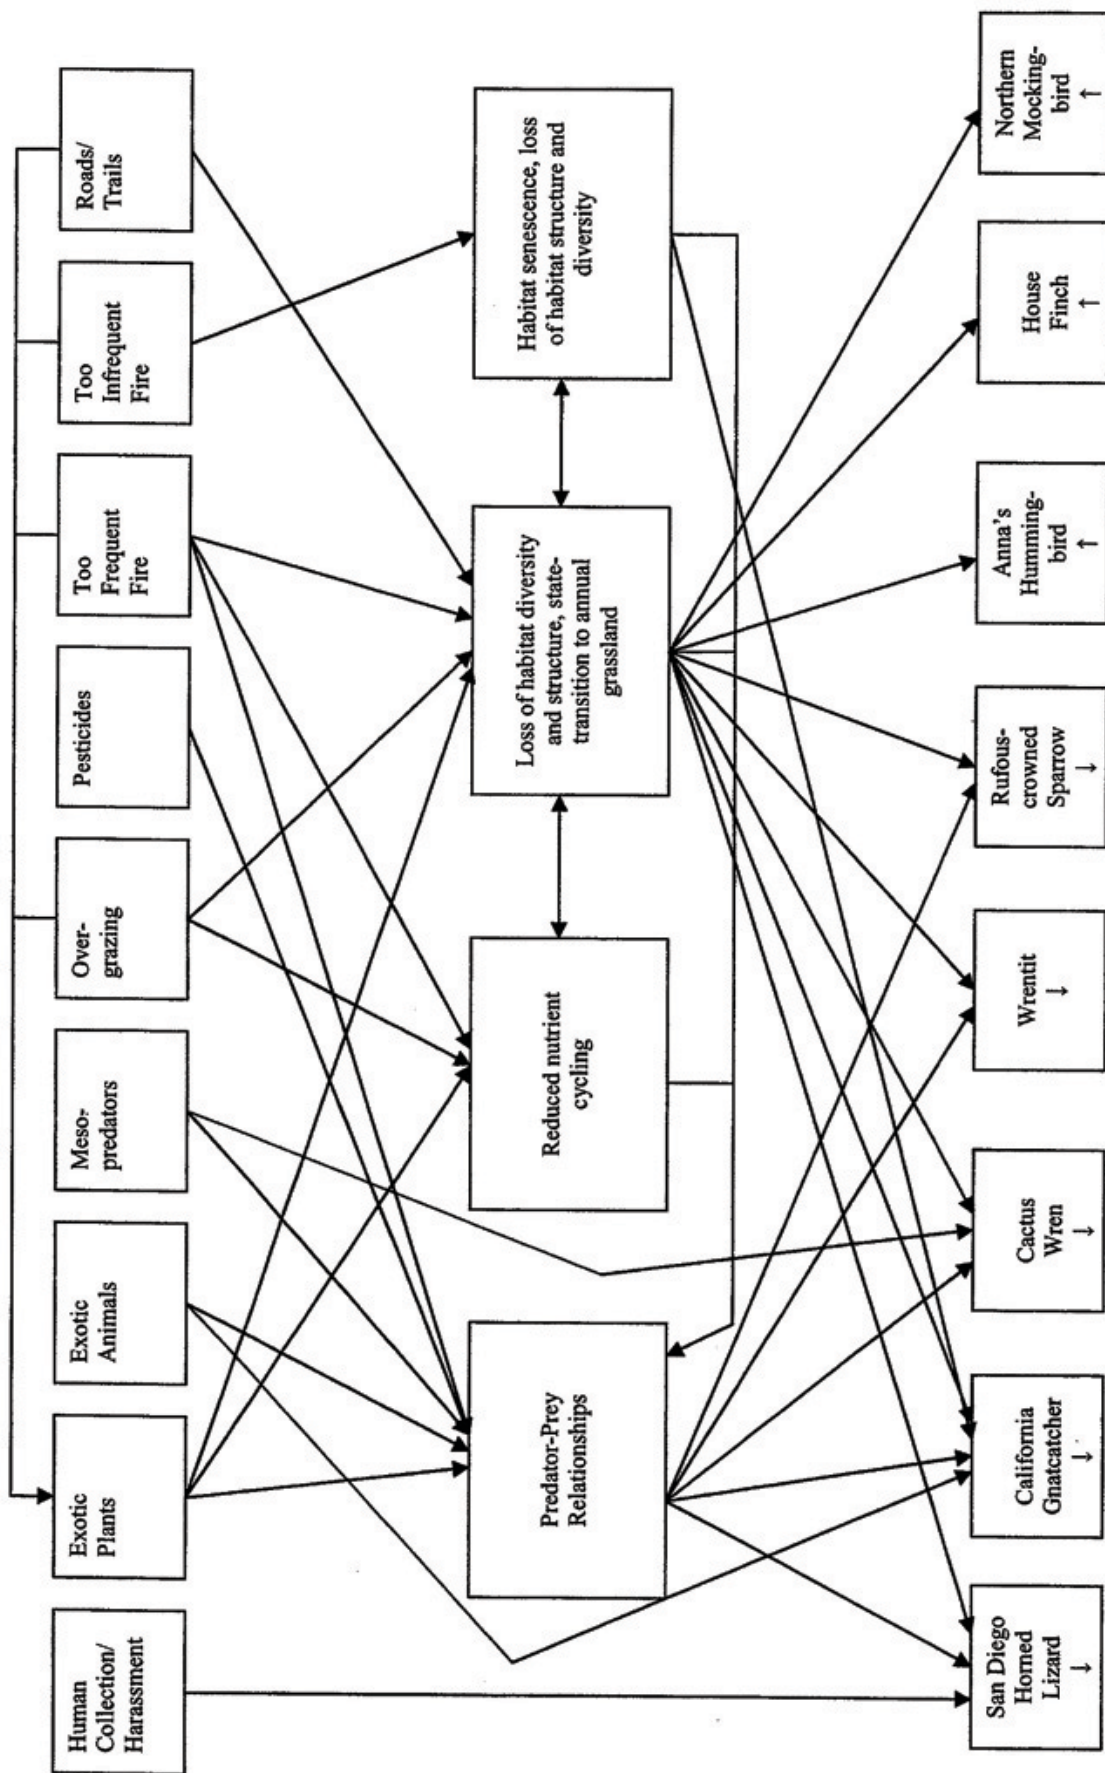 Human
Collection/
Harassment
Exotic
Plants
Exotic
Animals
Meso-
predators
Over-
grazing
Pesticides
Too
Frequent
Fire
Too
Infrequent
Fire
Roads/
Trails
Predator-Prey
Relationships
Reduced nutrient
cycling
Loss of habitat diversity
and structure, state-
transition to annual
grassland
Habitat senescence, loss
of habitat structure and
diversity
San Diego
Horned
Lizard
↓
California
Gnatcatcher
↓
Cactus
Wren
↓
Wrentit
↓
Rufous-
crowned
Sparrow
↓
Anna's
Humming-
bird
↑
House
Finch
↑
Northern
Mocking-
bird
↑